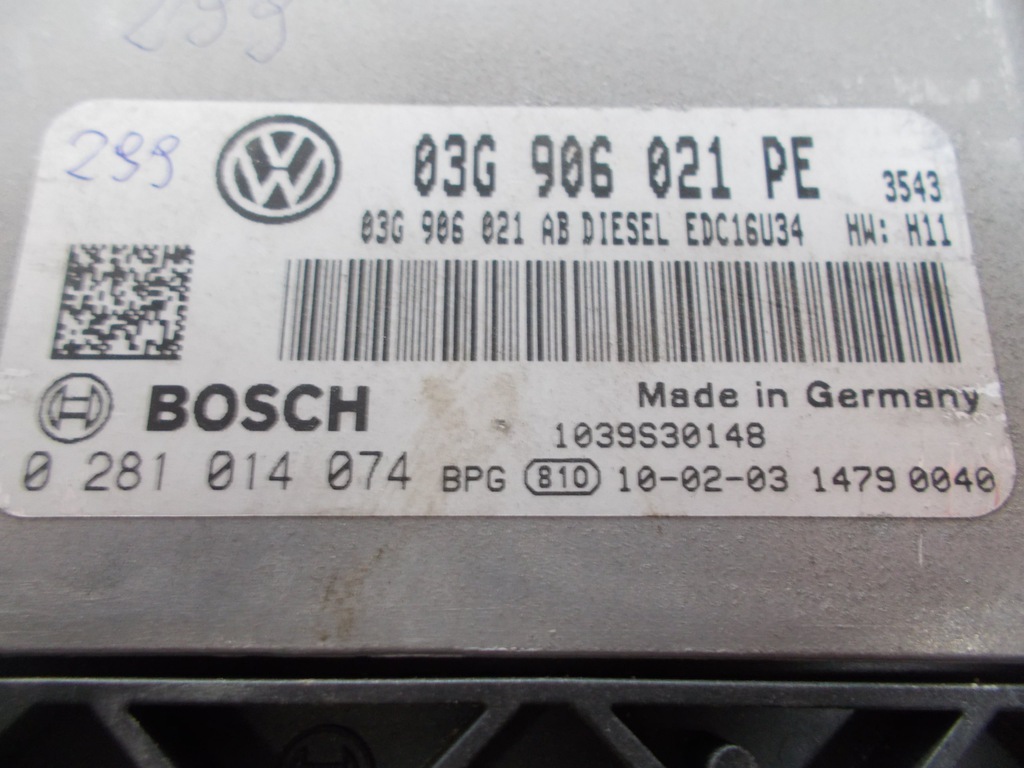 299
299
03G 906 021 PE 3543
03G 906 021 AB DIESEL EDC16U34 HW: H11
BOSCH
Made in Germany
1039S30148
0 281 014 074 BPG 810 10-02-03 1479 0040